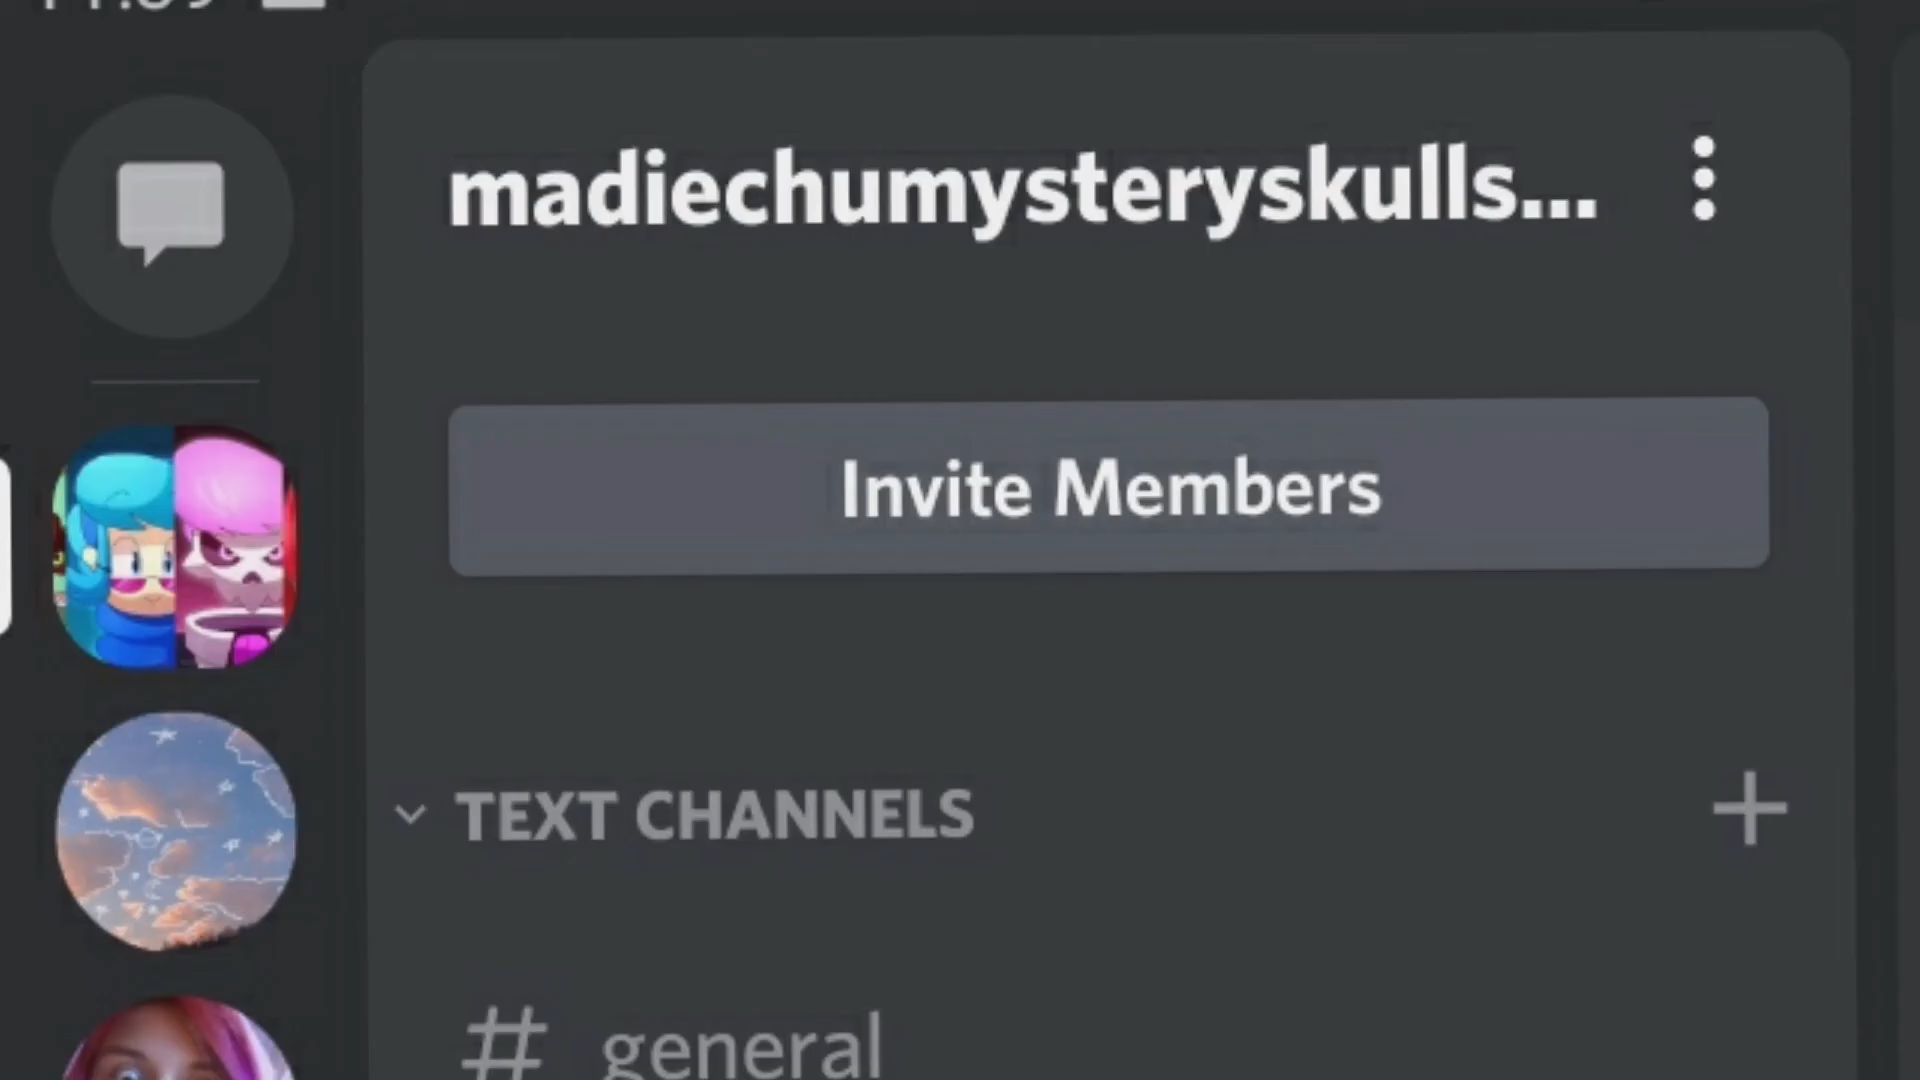 madiechumysteryskulls...
Invite Members
TEXT CHANNELS
# general